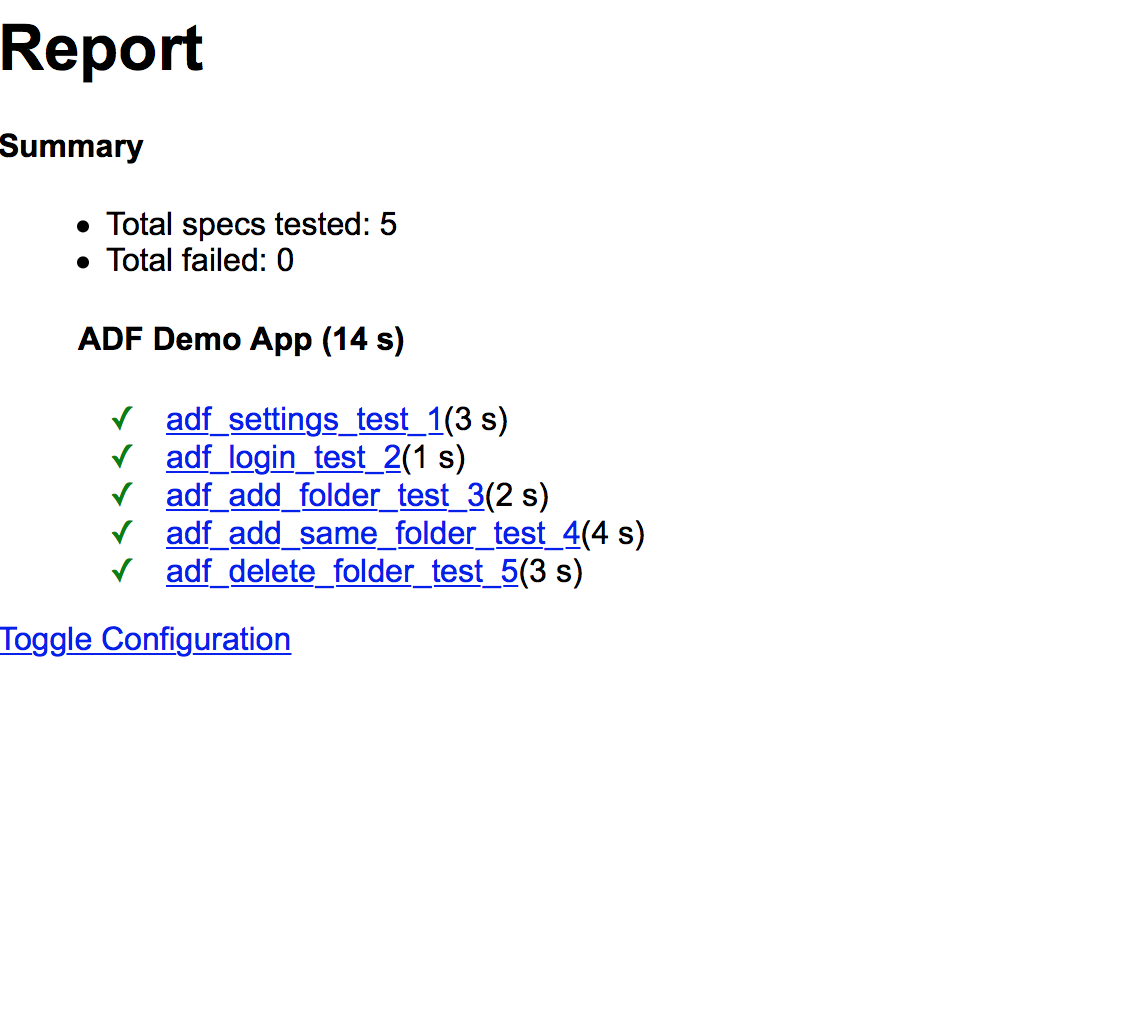 Report
Summary
• Total specs tested: 5
• Total failed: 0
ADF Demo App (14 s)
✓ adf_settings_test_1(3 s)
✓ adf_login_test_2(1 s)
✓ adf_add_folder_test_3(2 s)
✓ adf_add_same_folder_test_4(4 s)
✓ adf_delete_folder_test_5(3 s)
Toggle Configuration